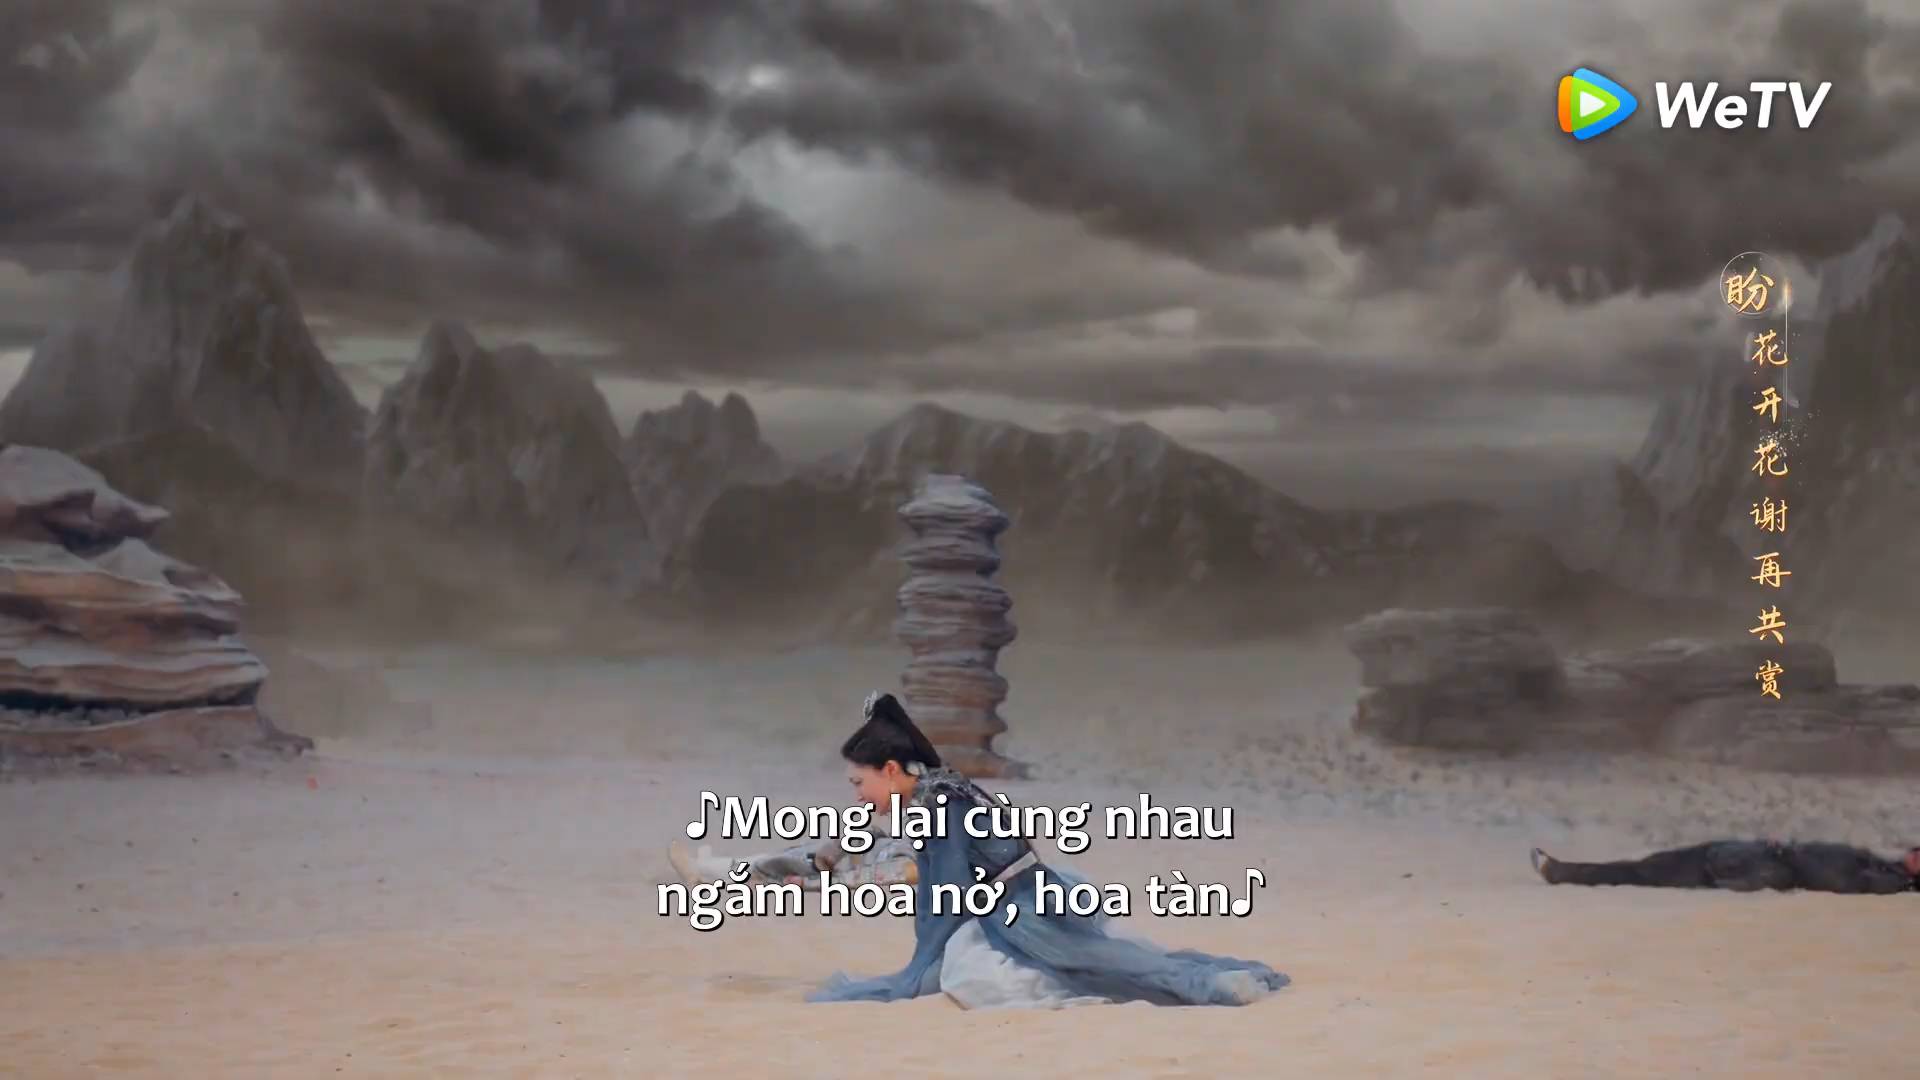 WeTV
盼花开花谢再共赏
♪Mong lại cùng nhau
ngắm hoa nở, hoa tàn♪